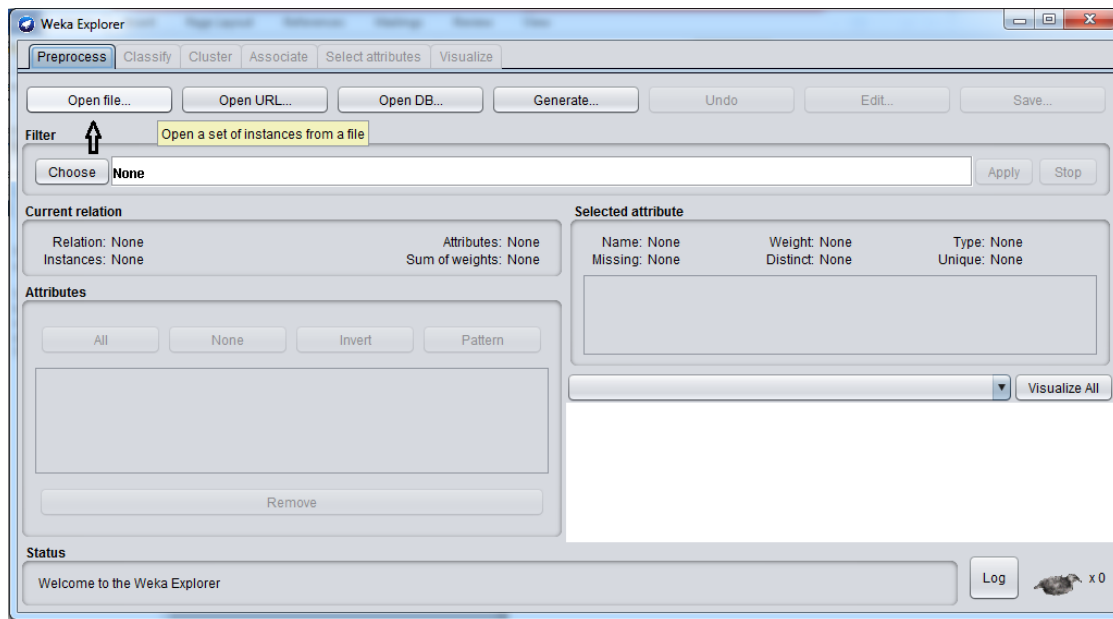 Weka Explorer
Preprocess Classify Cluster Associate Select attributes Visualize
Open file... Open URL... Open DB... Generate... Undo Edit... Save...
Filter
Open a set of instances from a file
Choose None Apply Stop
Current relation
Relation: None Attributes: None
Instances: None Sum of weights: None
Selected attribute
Name: None Weight: None Type: None
Missing: None Distinct: None Unique: None
Attributes
All None Invert Pattern
Remove
Visualize All
Status
Welcome to the Weka Explorer
Log x 0